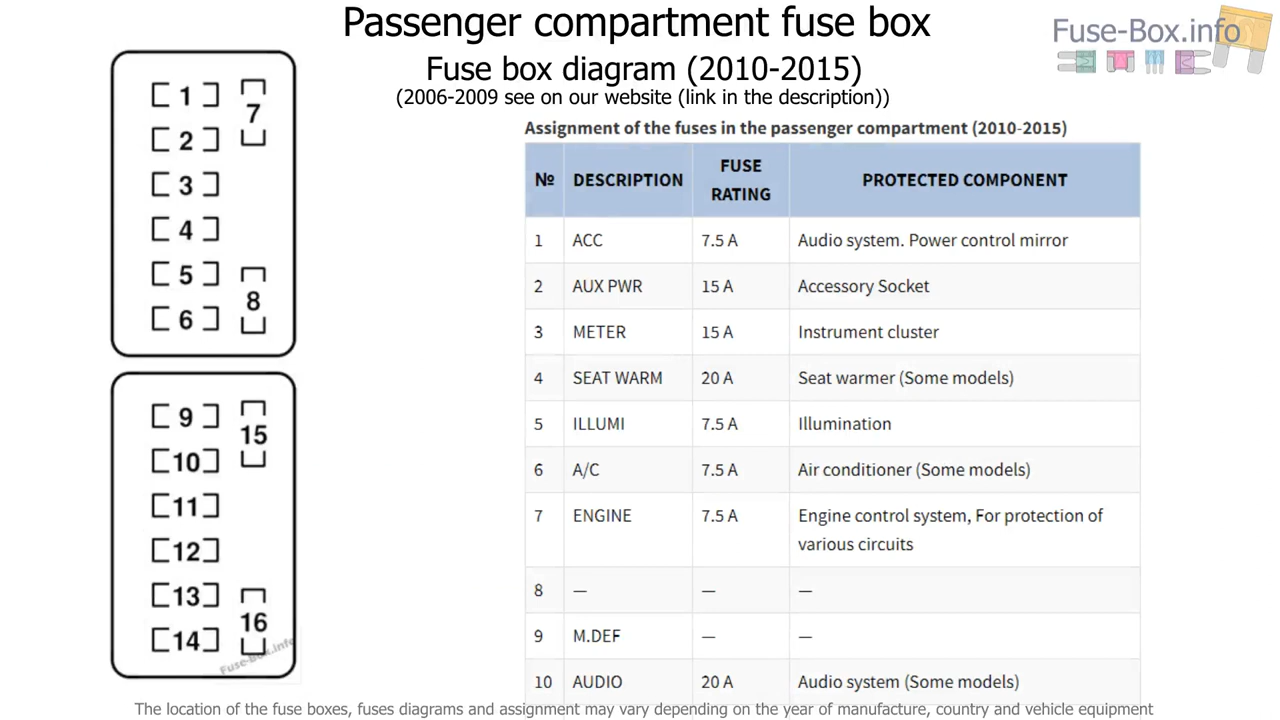 Passenger compartment fuse box
Fuse box diagram (2010-2015)
(2006-2009 see on our website (link in the description))
Fuse-Box.info
1
2
3
4
5
6
7
8
9
10
11
12
13
14
15
16
Fuse-Box.info
Assignment of the fuses in the passenger compartment (2010-2015)
№ DESCRIPTION FUSE RATING PROTECTED COMPONENT
1 ACC 7.5 A Audio system. Power control mirror
2 AUX PWR 15 A Accessory Socket
3 METER 15 A Instrument cluster
4 SEAT WARM 20 A Seat warmer (Some models)
5 ILLUMI 7.5 A Illumination
6 A/C 7.5 A Air conditioner (Some models)
7 ENGINE 7.5 A Engine control system, For protection of
various circuits
8 — — —
9 M.DEF — —
10 AUDIO 20 A Audio system (Some models)
The location of the fuse boxes, fuses diagrams and assignment may vary depending on the year of manufacture, country and vehicle equipment